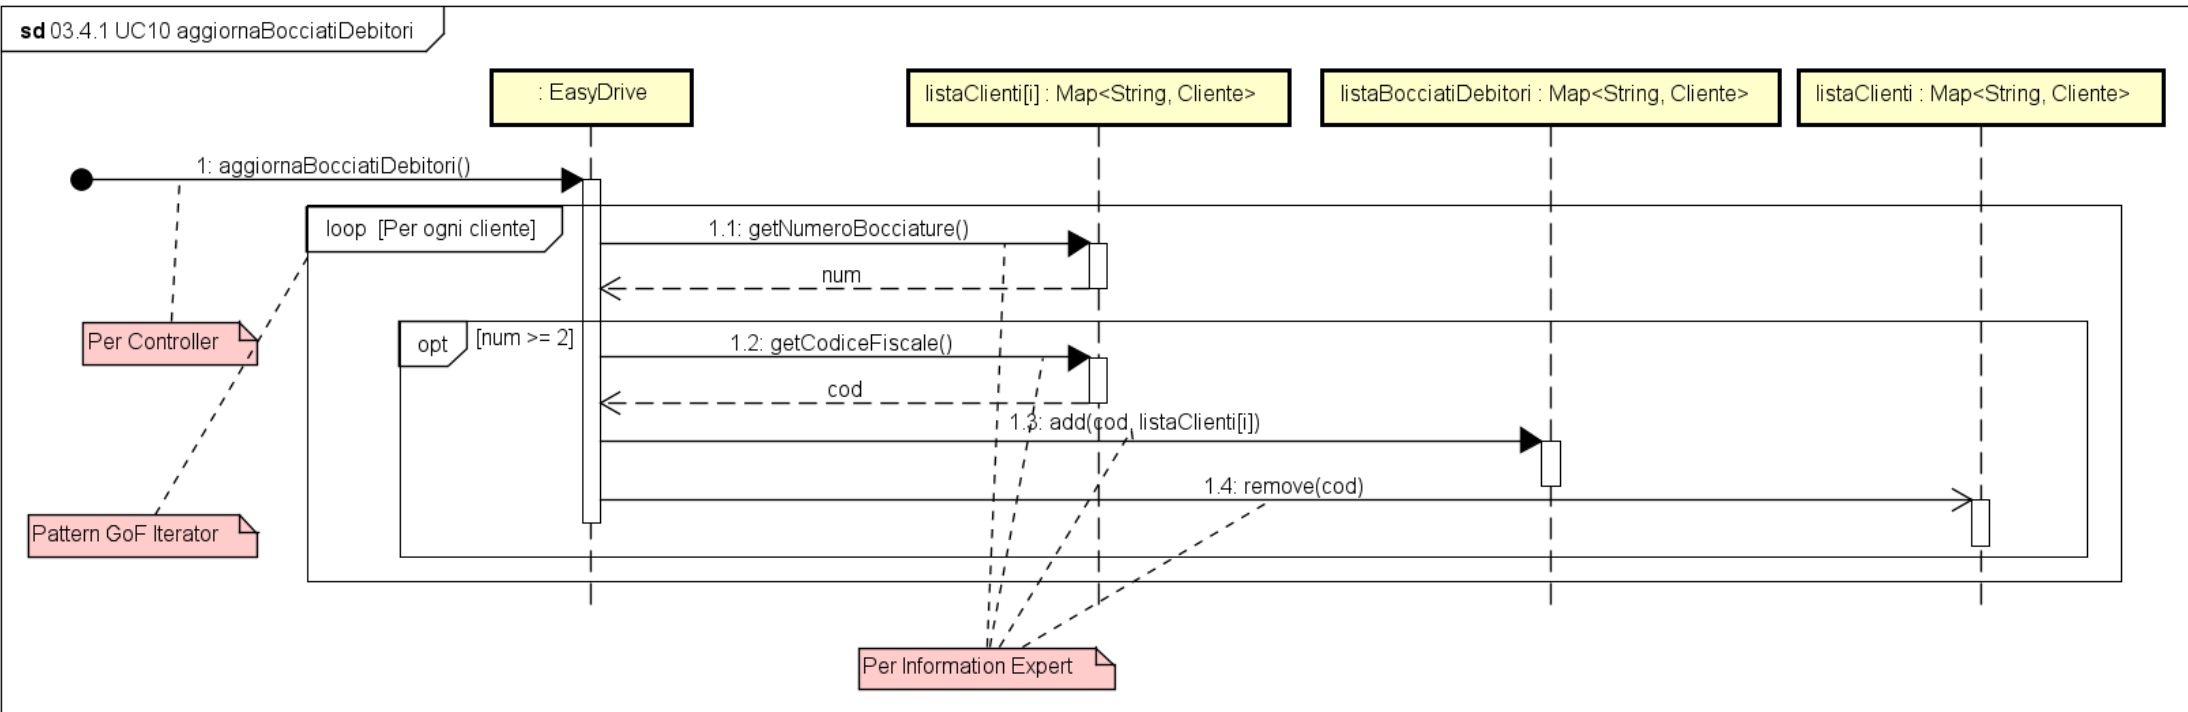 sd 03.4.1 UC10 aggiornaBocciatiDebitori
: EasyDrive
listaClienti[i] : Map<String, Cliente>
listaBocciatiDebitori : Map<String, Cliente>
listaClienti : Map<String, Cliente>
1: aggiornaBocciatiDebitori()
loop [Per ogni cliente]
1.1: getNumeroBocciature()
num
Per Controller
opt [num >= 2]
1.2: getCodiceFiscale()
cod
1.3: add(cod, listaClienti[i])
1.4: remove(cod)
Pattern GoF Iterator
Per Information Expert